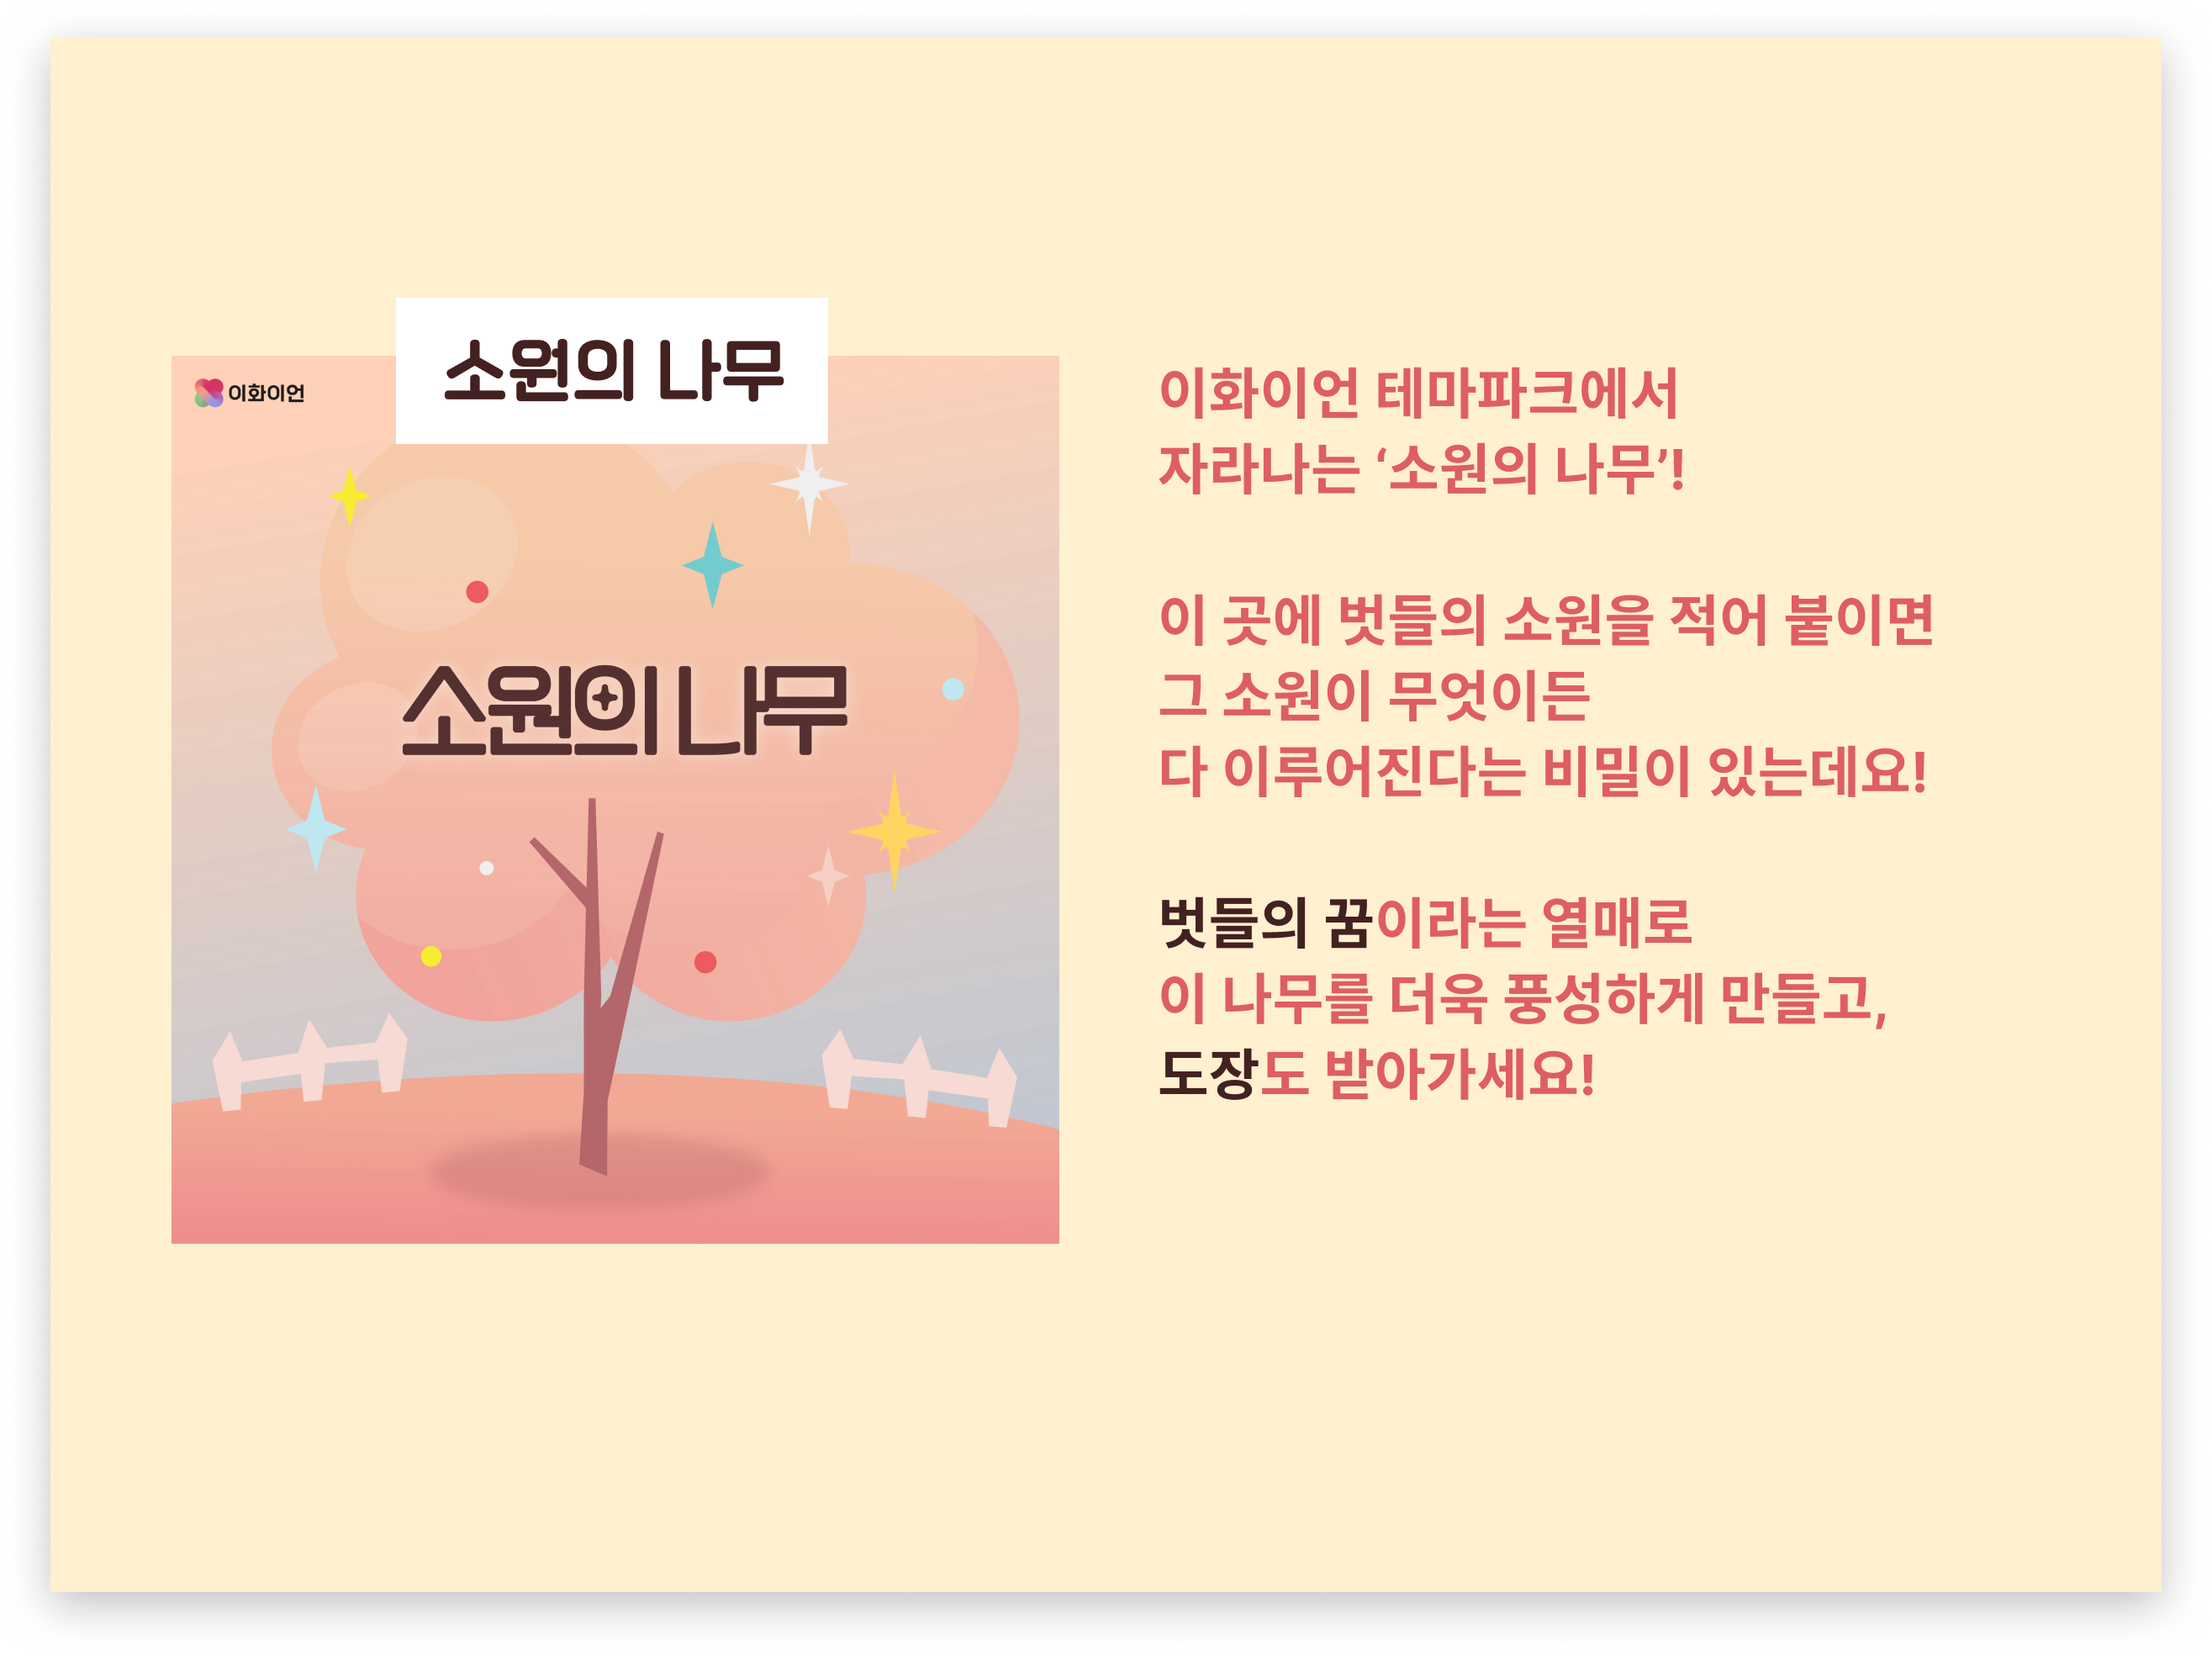 소원의 나무
이화이언
소원의 나무
이화이언 테마파크에서
자라나는 ‘소원의 나무’!
이 곳에 벗들의 소원을 적어 붙이면
그 소원이 무엇이든
다 이루어진다는 비밀이 있는데요!
벗들의 꿈이라는 열매로
이 나무를 더욱 풍성하게 만들고,
도장도 받아가세요!